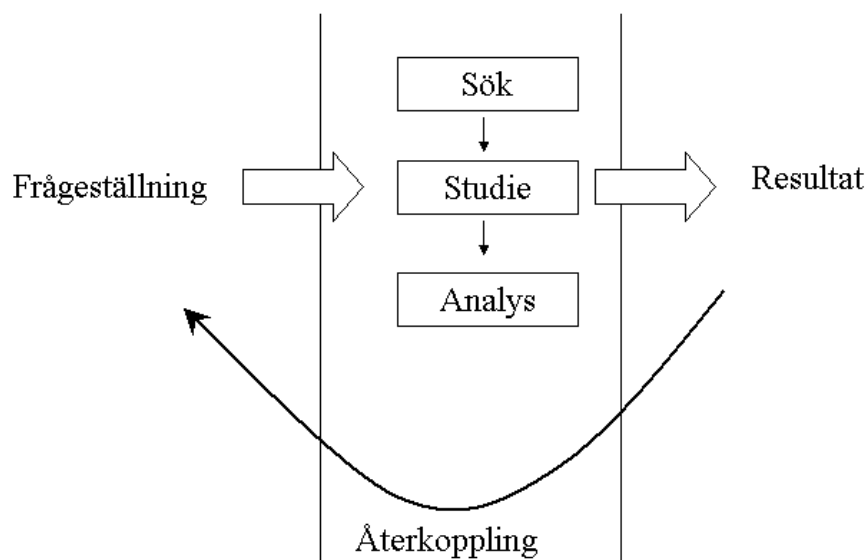 Sök
Frågeställning
Studie
Resultat
Analys
Återkoppling